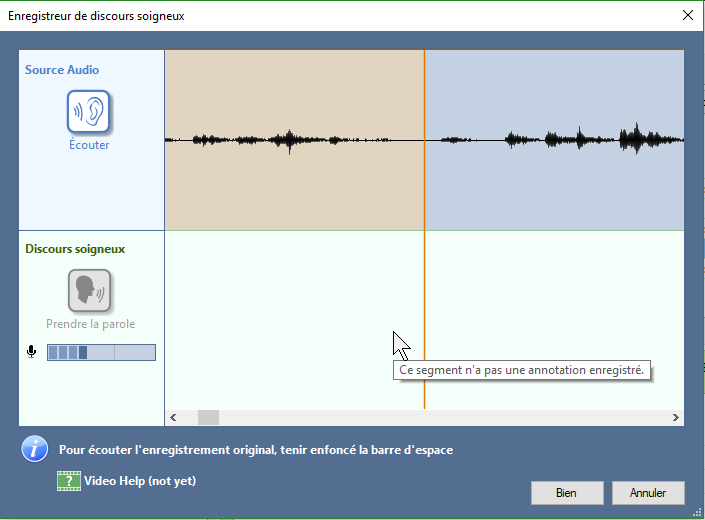 Enregistreur de discours soigneux
Source Audio
Écouter
Discours soigneux
Prendre la parole
Ce segment n'a pas une annotation enregistré.
Pour écouter l'enregistrement original, tenir enfoncé la barre d'espace
Video Help (not yet)
Bien
Annuler